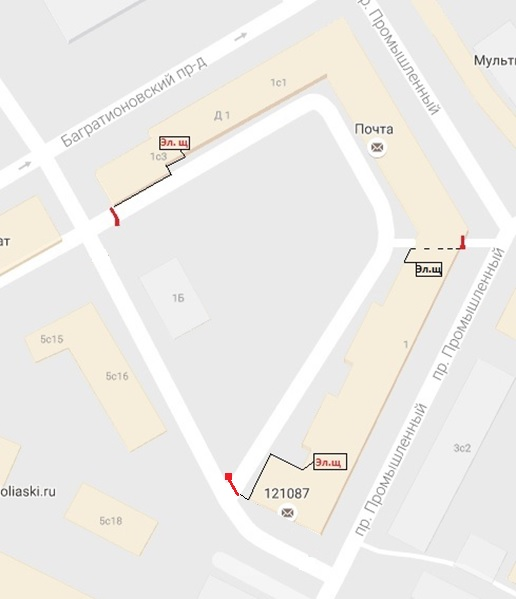 пр. Промышленный
Мульти
Багратионовский пр-д
1с1
Д 1
Почта
Эл. щ
1с3
ат
Эл.щ
1Б
пр. Промышленный
5с15
1
5с16
3с2
Эл.щ
oliaski.ru
121087
пр. Промышленный
5с18